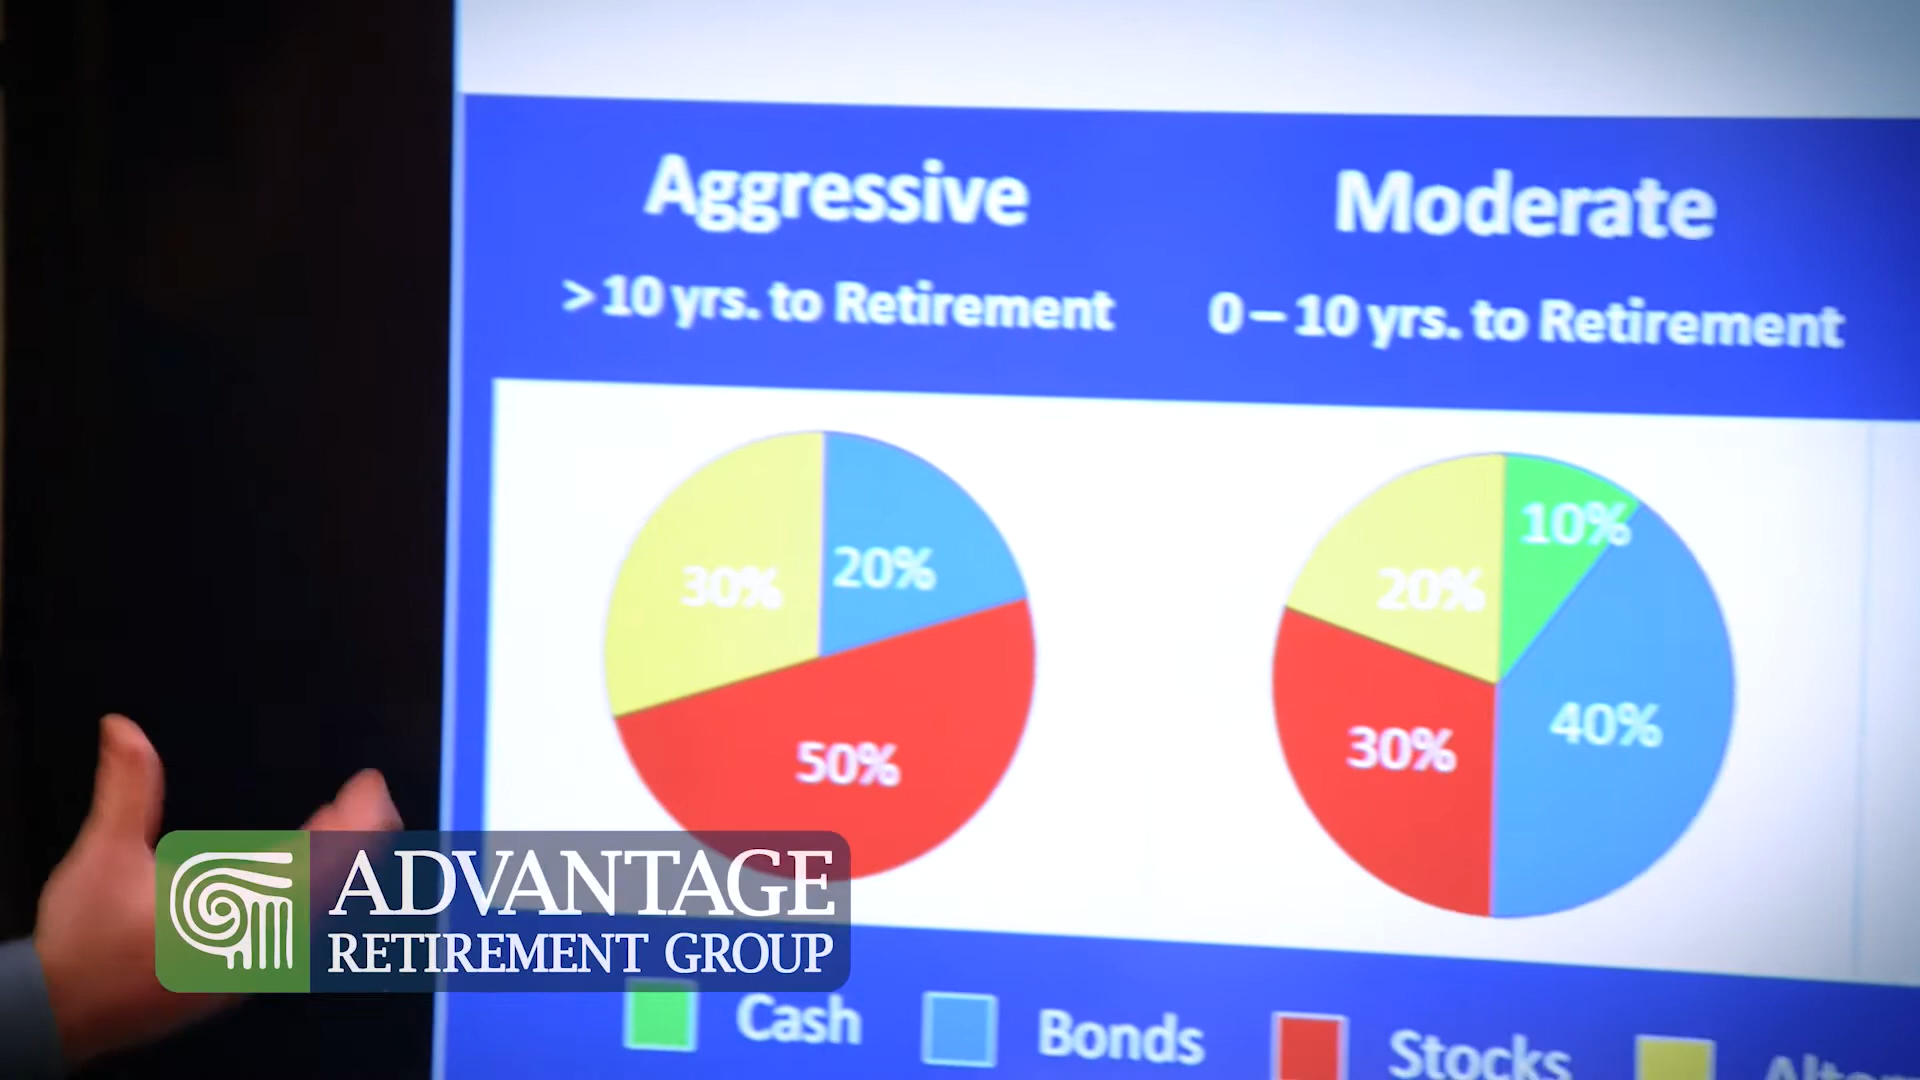 Aggressive
> 10 yrs. to Retirement
Moderate
0 – 10 yrs. to Retirement
30%
20%
50%
20%
10%
30%
40%
ADVANTAGE
RETIREMENT GROUP
Cash
Bonds
Stocks